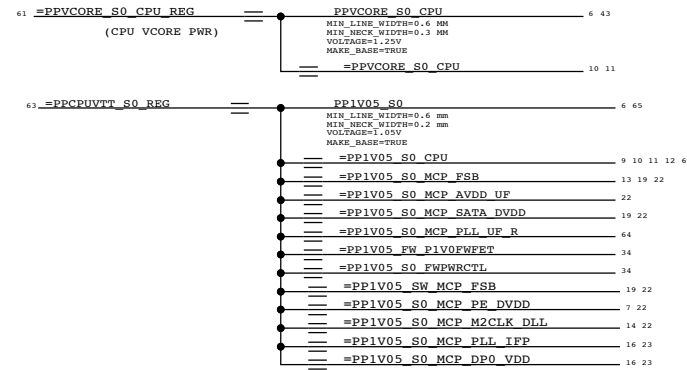 61 =PPVCORE_S0_CPU_REG PPVCORE_S0_CPU 6 43
(CPU VCORE PWR)
MIN_LINE_WIDTH=0.6 MM
MIN_NECK_WIDTH=0.3 MM
VOLTAGE=1.25V
MAKE_BASE=TRUE
=PPVCORE_S0_CPU 10 11
63 =PPCPUVTT_S0_REG PP1V05_S0 6 65
MIN_LINE_WIDTH=0.6 mm
MIN_NECK_WIDTH=0.2 mm
VOLTAGE=1.05V
MAKE_BASE=TRUE
=PP1V05_S0_CPU 9 10 11 12 6
=PP1V05_S0_MCP_FSB 13 19 22
=PP1V05_S0_MCP_AVDD_UF 22
=PP1V05_S0_MCP_SATA_DVDD 19 22
=PP1V05_S0_MCP_PLL_UF_R 64
=PP1V05_FW_P1V0FWFET 34
=PP1V05_S0_FWPWRCTL 34
=PP1V05_SW_MCP_FSB 19 22
=PP1V05_S0_MCP_PE_DVDD 7 22
=PP1V05_S0_MCP_M2CLK_DLL 14 22
=PP1V05_S0_MCP_PLL_IFP 16 23
=PP1V05_S0_MCP_DP0_VDD 16 23